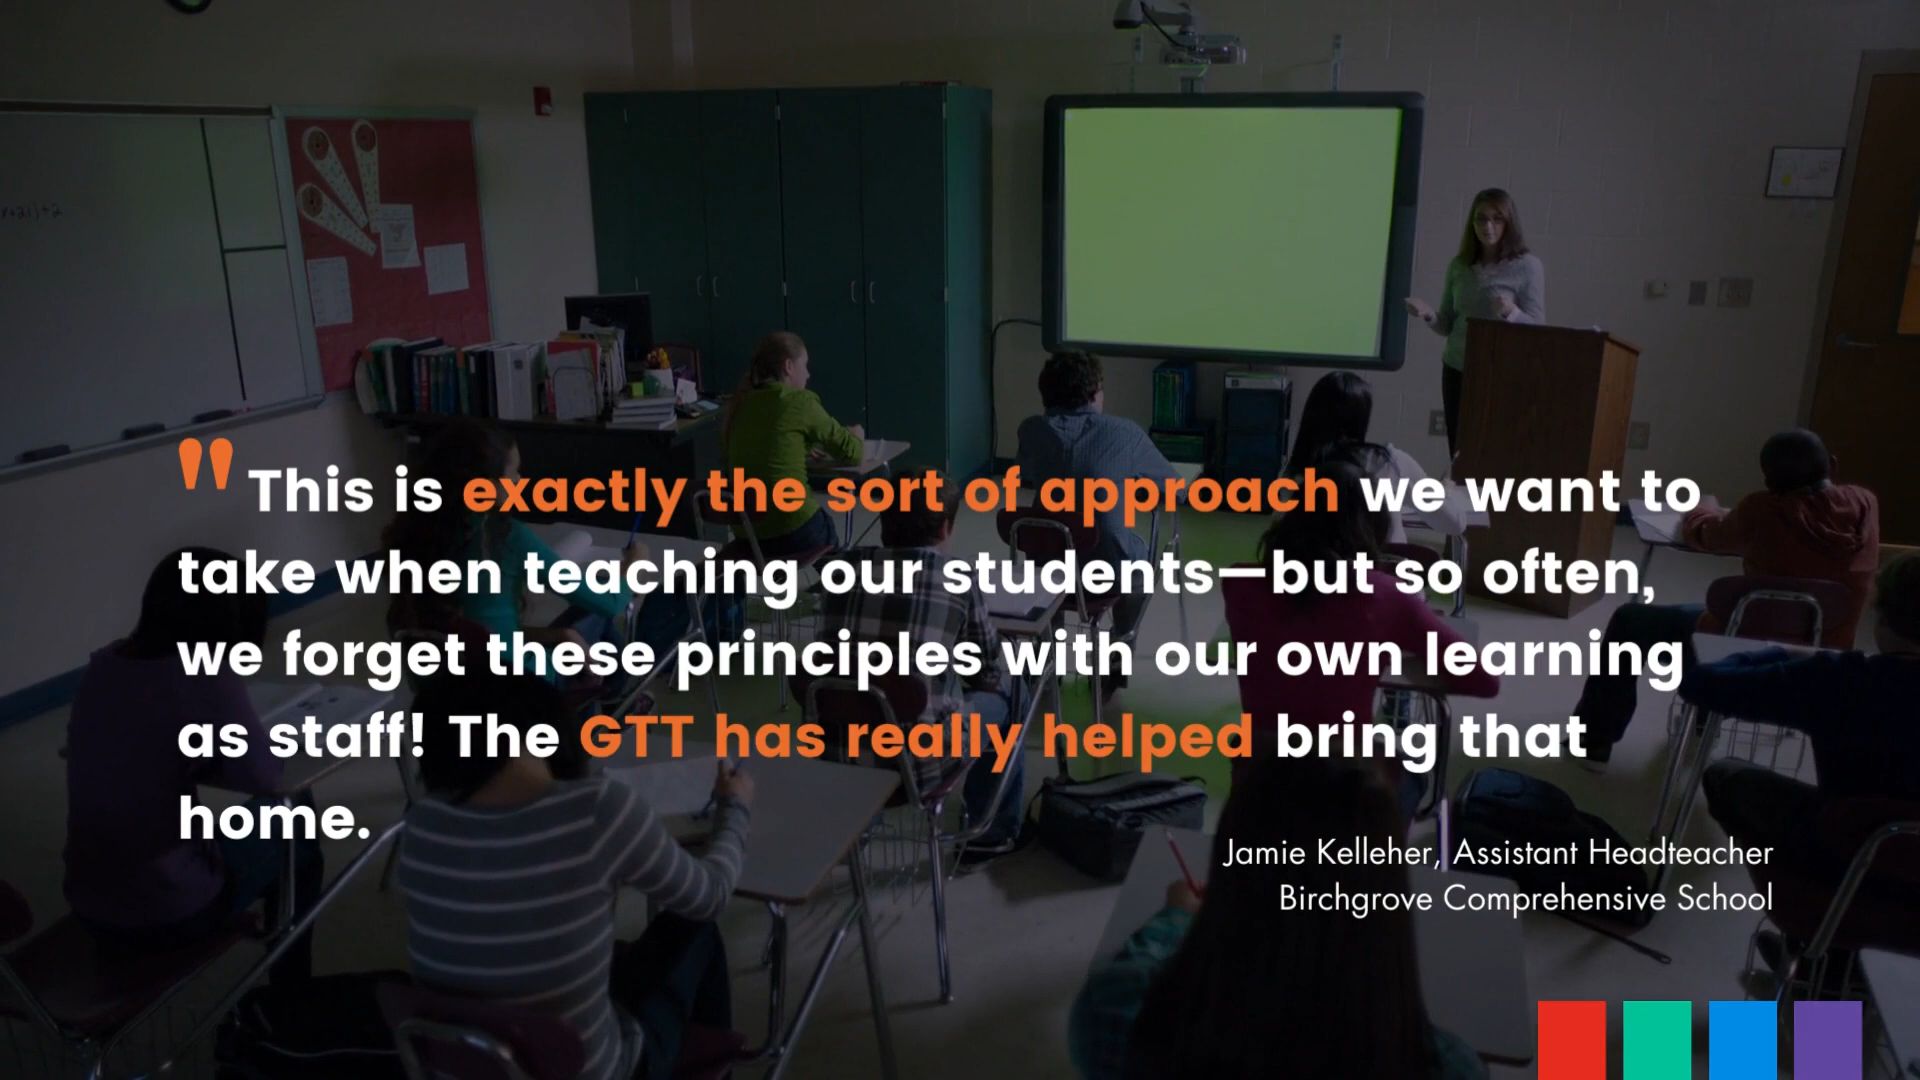 " This is exactly the sort of approach we want to
take when teaching our students—but so often,
we forget these principles with our own learning
as staff! The GTT has really helped bring that
home.
Jamie Kelleher, Assistant Headteacher
Birchgrove Comprehensive School